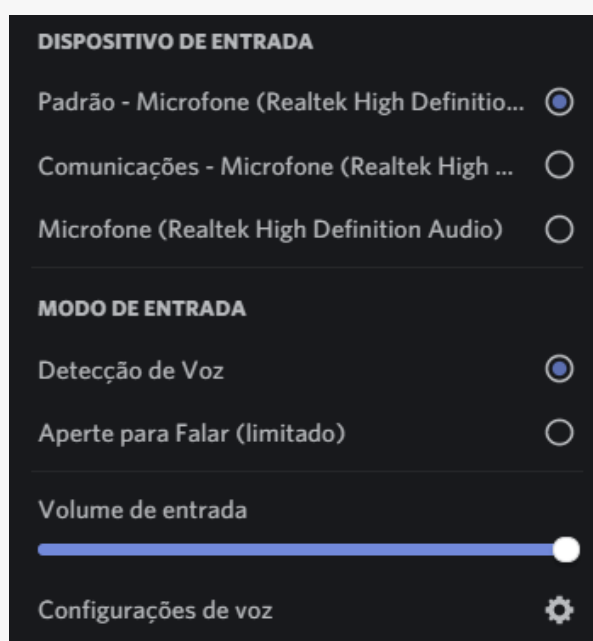 DISPOSITIVO DE ENTRADA
Padrão - Microfone (Realtek High Definitio...
Comunicações - Microfone (Realtek High ...
Microfone (Realtek High Definition Audio)
MODO DE ENTRADA
Detecção de Voz
Aperte para Falar (limitado)
Volume de entrada
Configurações de voz